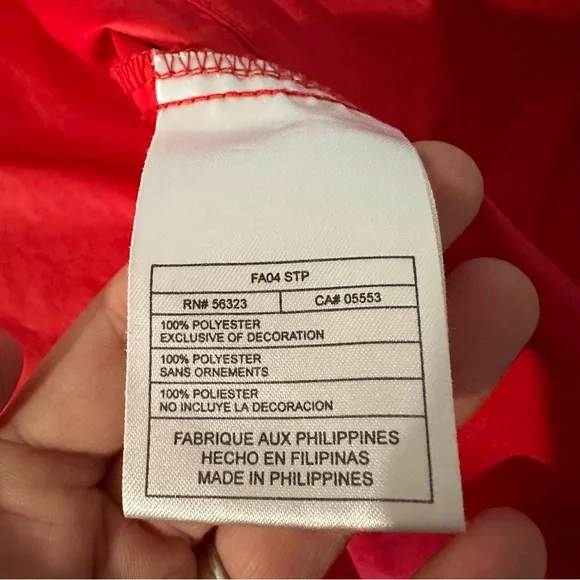 FA04 STP
RN# 56323 CA# 05553
100% POLYESTER
EXCLUSIVE OF DECORATION
100% POLYESTER
SANS ORNEMENTS
100% POLIESTER
NO INCLUYE LA DECORACION
FABRIQUE AUX PHILIPPINES
HECHO EN FILIPINAS
MADE IN PHILIPPINES